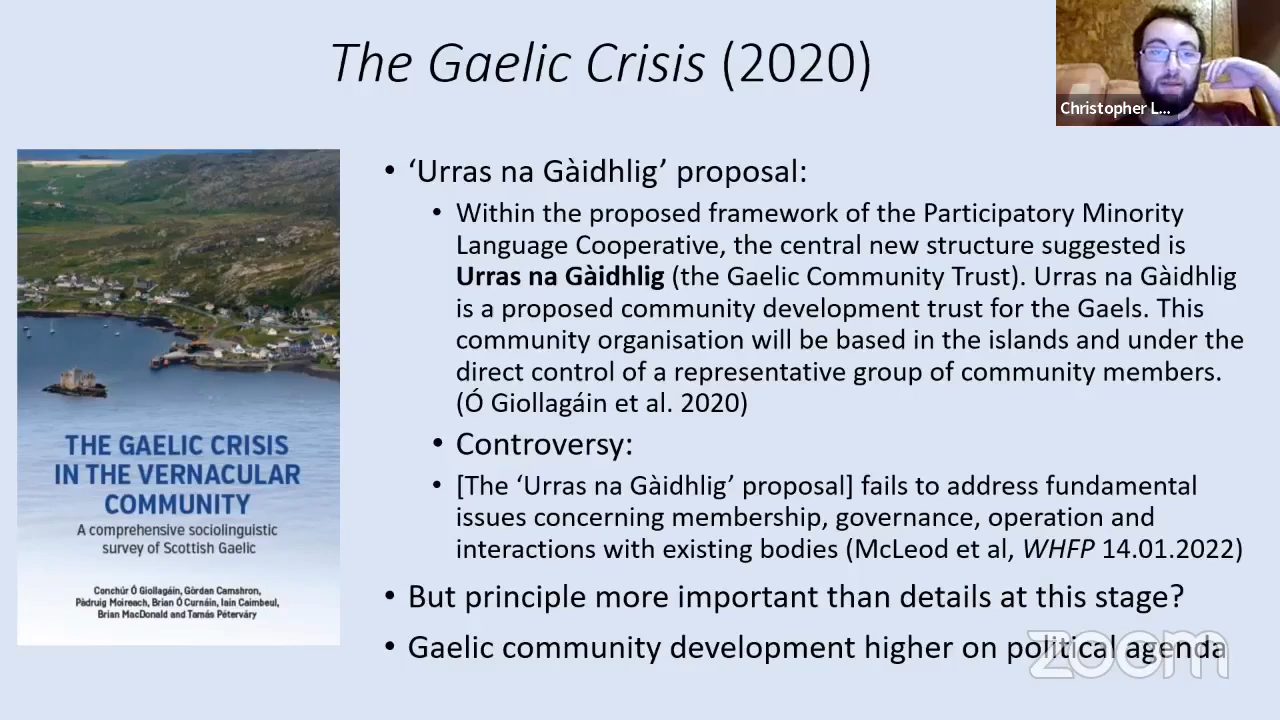 The Gaelic Crisis (2020)
Christopher L...
THE GAELIC CRISIS
IN THE VERNACULAR
COMMUNITY
A comprehensive sociolinguistic
survey of Scottish Gaelic
Conchúr Ó Giollagáin, Gòrdan Camshron,
Pàdruig Moireach, Brian Ó Curnáin, Iain Caimbeul,
Brian MacDonald and Tamás Péterváry
• ‘Urras na Gàidhlig’ proposal:
• Within the proposed framework of the Participatory Minority
Language Cooperative, the central new structure suggested is
Urras na Gàidhlig (the Gaelic Community Trust). Urras na Gàidhlig
is a proposed community development trust for the Gaels. This
community organisation will be based in the islands and under the
direct control of a representative group of community members.
(Ó Giollagáin et al. 2020)
• Controversy:
• [The ‘Urras na Gàidhlig’ proposal] fails to address fundamental
issues concerning membership, governance, operation and
interactions with existing bodies (McLeod et al, WHFP 14.01.2022)
• But principle more important than details at this stage?
• Gaelic community development higher on political agenda
zoom